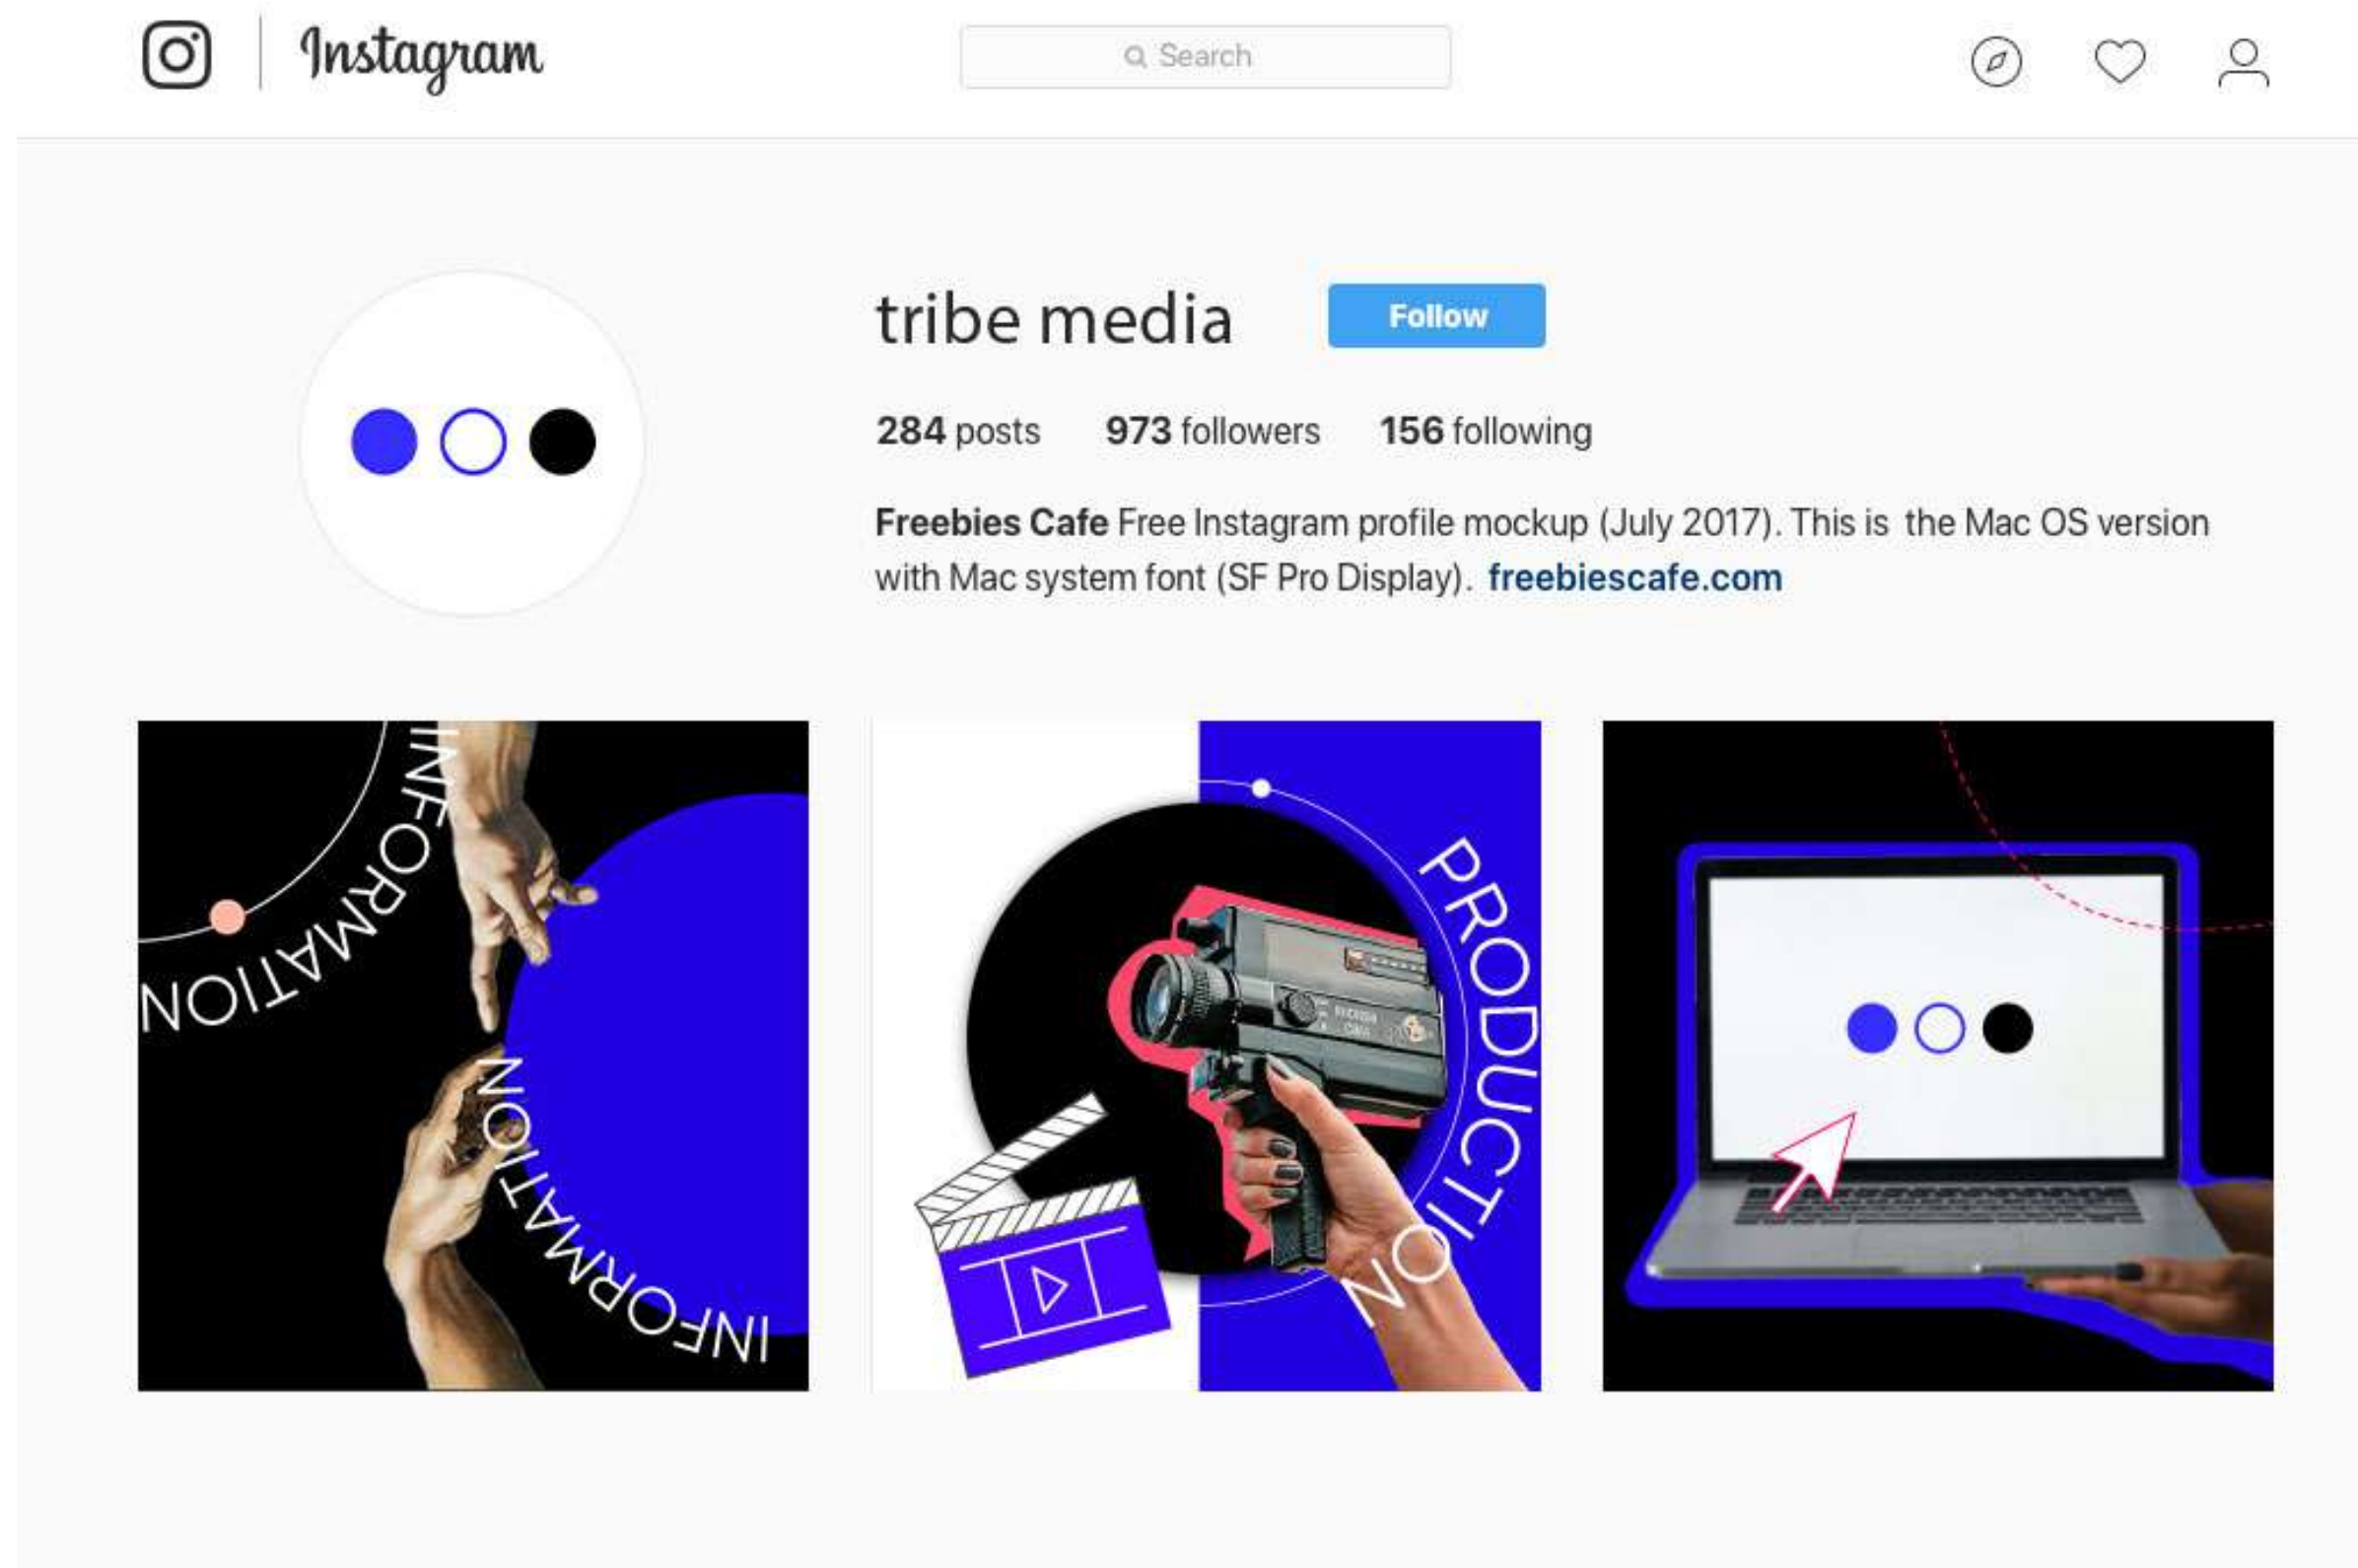 Instagram
Search
tribe media
Follow
284 posts
973 followers
156 following
Freebies Cafe Free Instagram profile mockup (July 2017). This is the Mac OS version
with Mac system font (SF Pro Display). freebiescafe.com
INFORMATION
INFORMATION
PRODUCTION